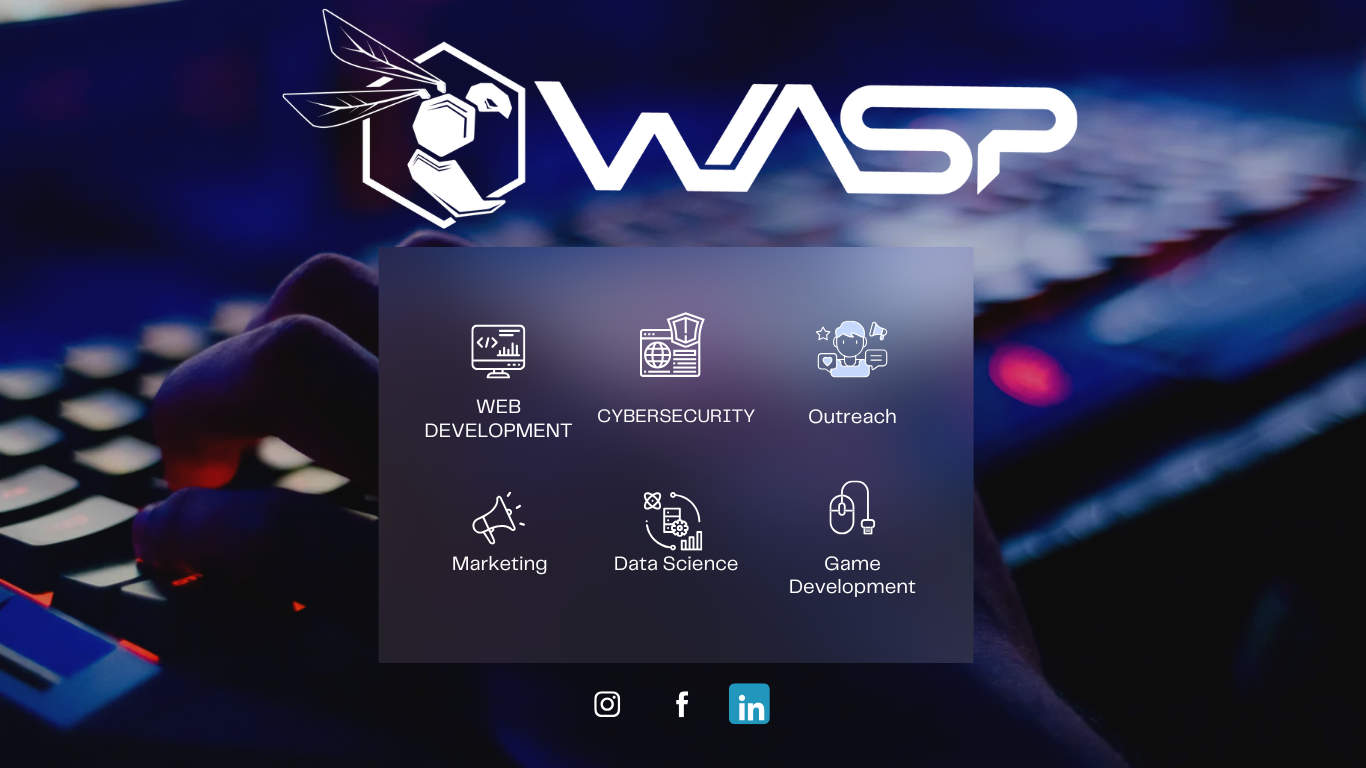 WASP
WEB
DEVELOPMENT
CYBERSECURITY
Outreach
Marketing
Data Science
Game
Development